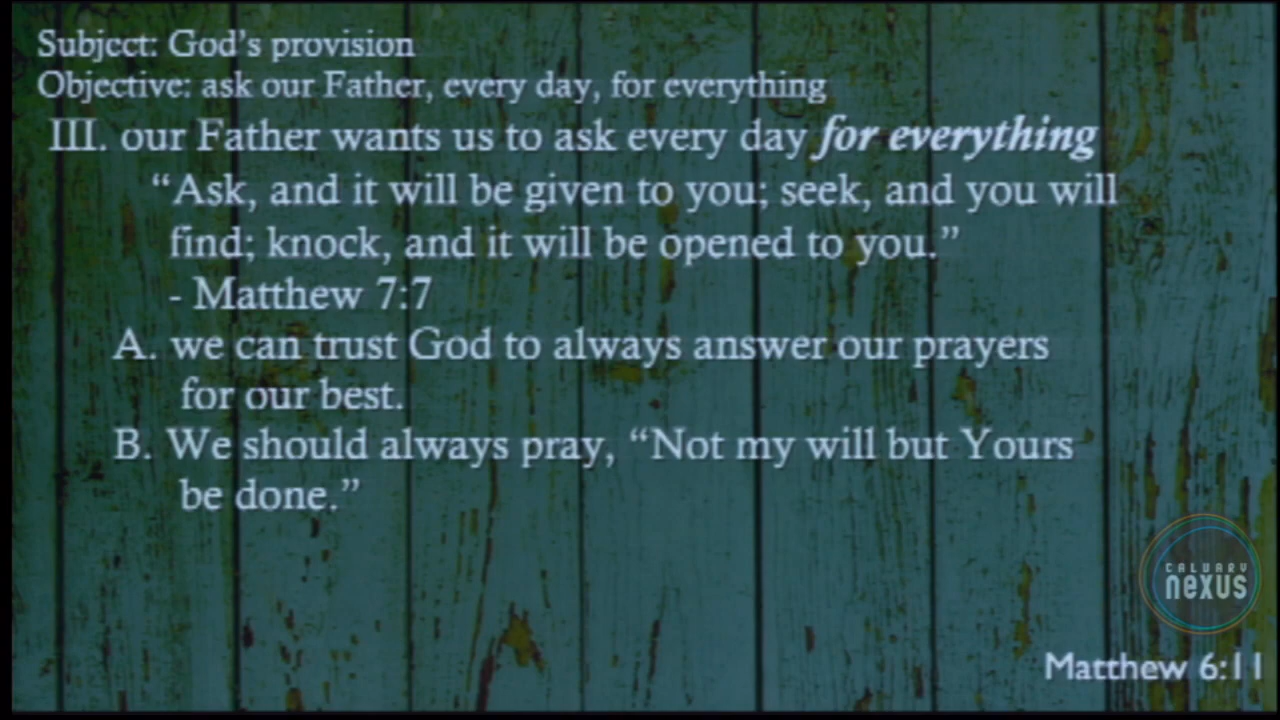 Subject: God's provision
Objective: ask our Father, every day, for everything
III. our Father wants us to ask every day for everything
“Ask, and it will be given to you; seek, and you will
find; knock, and it will be opened to you.”
- Matthew 7:7
A. we can trust God to always answer our prayers
for our best.
B. We should always pray, “Not my will but Yours
be done.”
CALVARY
nexus
Matthew 6:11